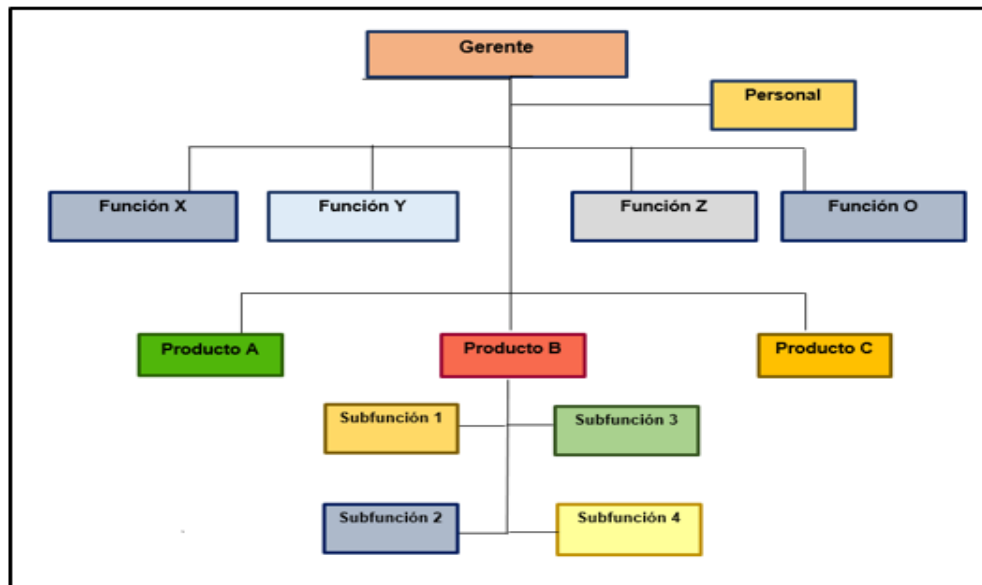 Gerente
Personal
Función X
Función Y
Función Z
Función O
Producto A
Producto B
Producto C
Subfunción 1
Subfunción 3
Subfunción 2
Subfunción 4